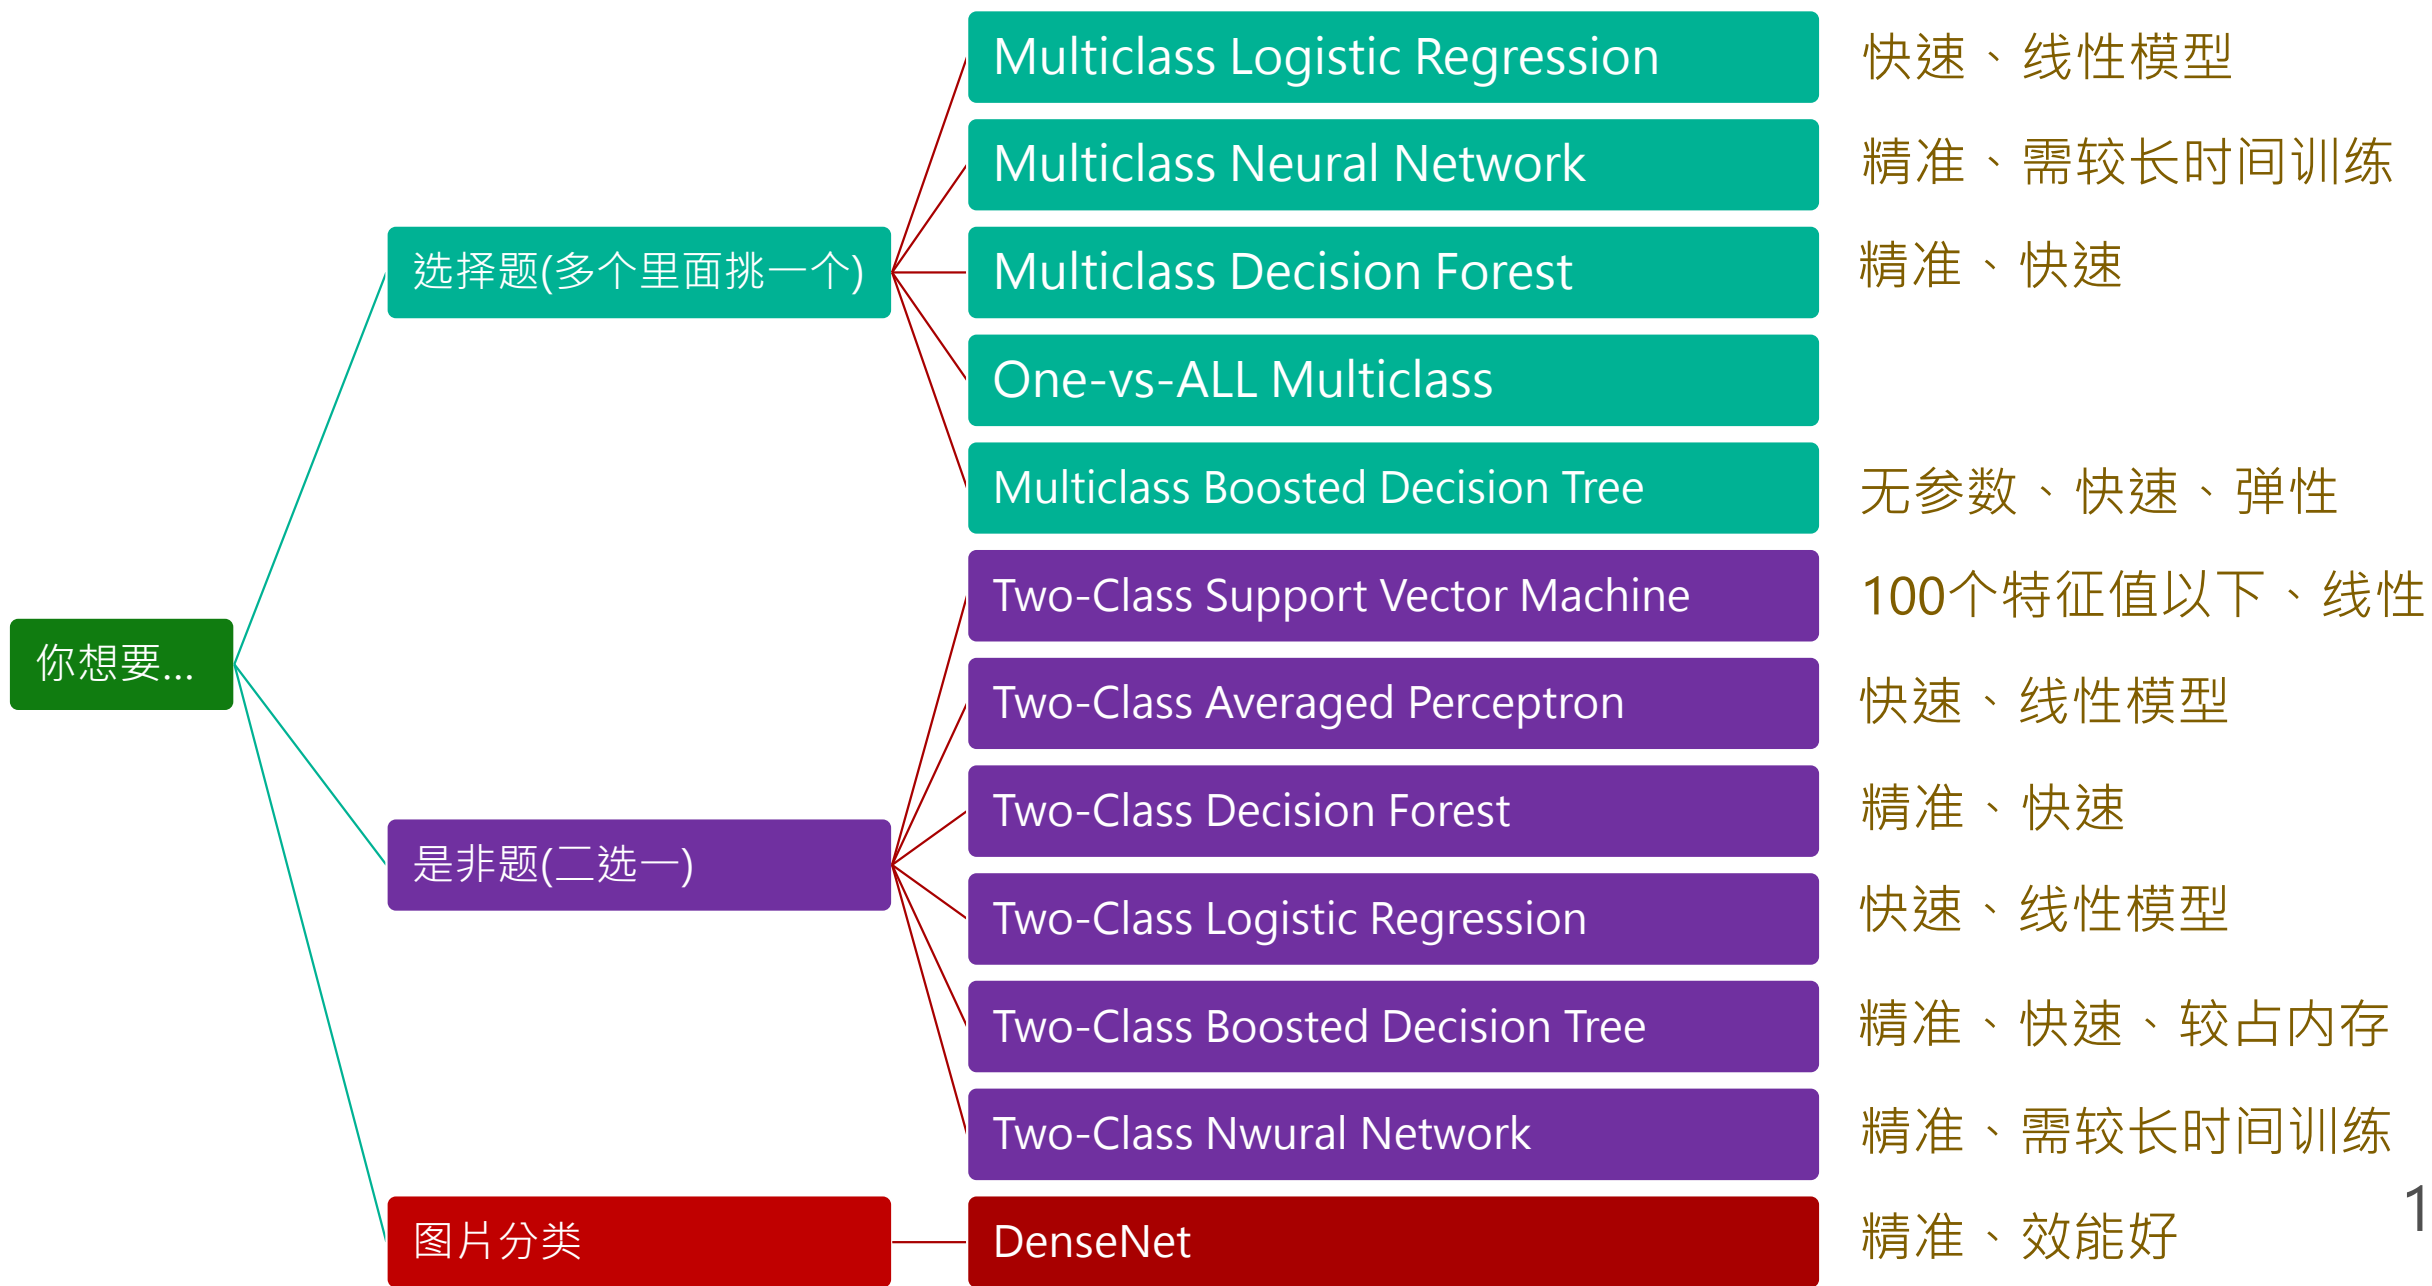 你想要...
选择题(多个里面挑一个)
Multiclass Logistic Regression 快速、线性模型
Multiclass Neural Network 精准、需较长时间训练
Multiclass Decision Forest 精准、快速
One-vs-ALL Multiclass
Multiclass Boosted Decision Tree 无参数、快速、弹性
是非题(二选一)
Two-Class Support Vector Machine 100个特征值以下、线性
Two-Class Averaged Perceptron 快速、线性模型
Two-Class Decision Forest 精准、快速
Two-Class Logistic Regression 快速、线性模型
Two-Class Boosted Decision Tree 精准、快速、较占内存
Two-Class Nwural Network 精准、需较长时间训练
图片分类
DenseNet 精准、效能好
1